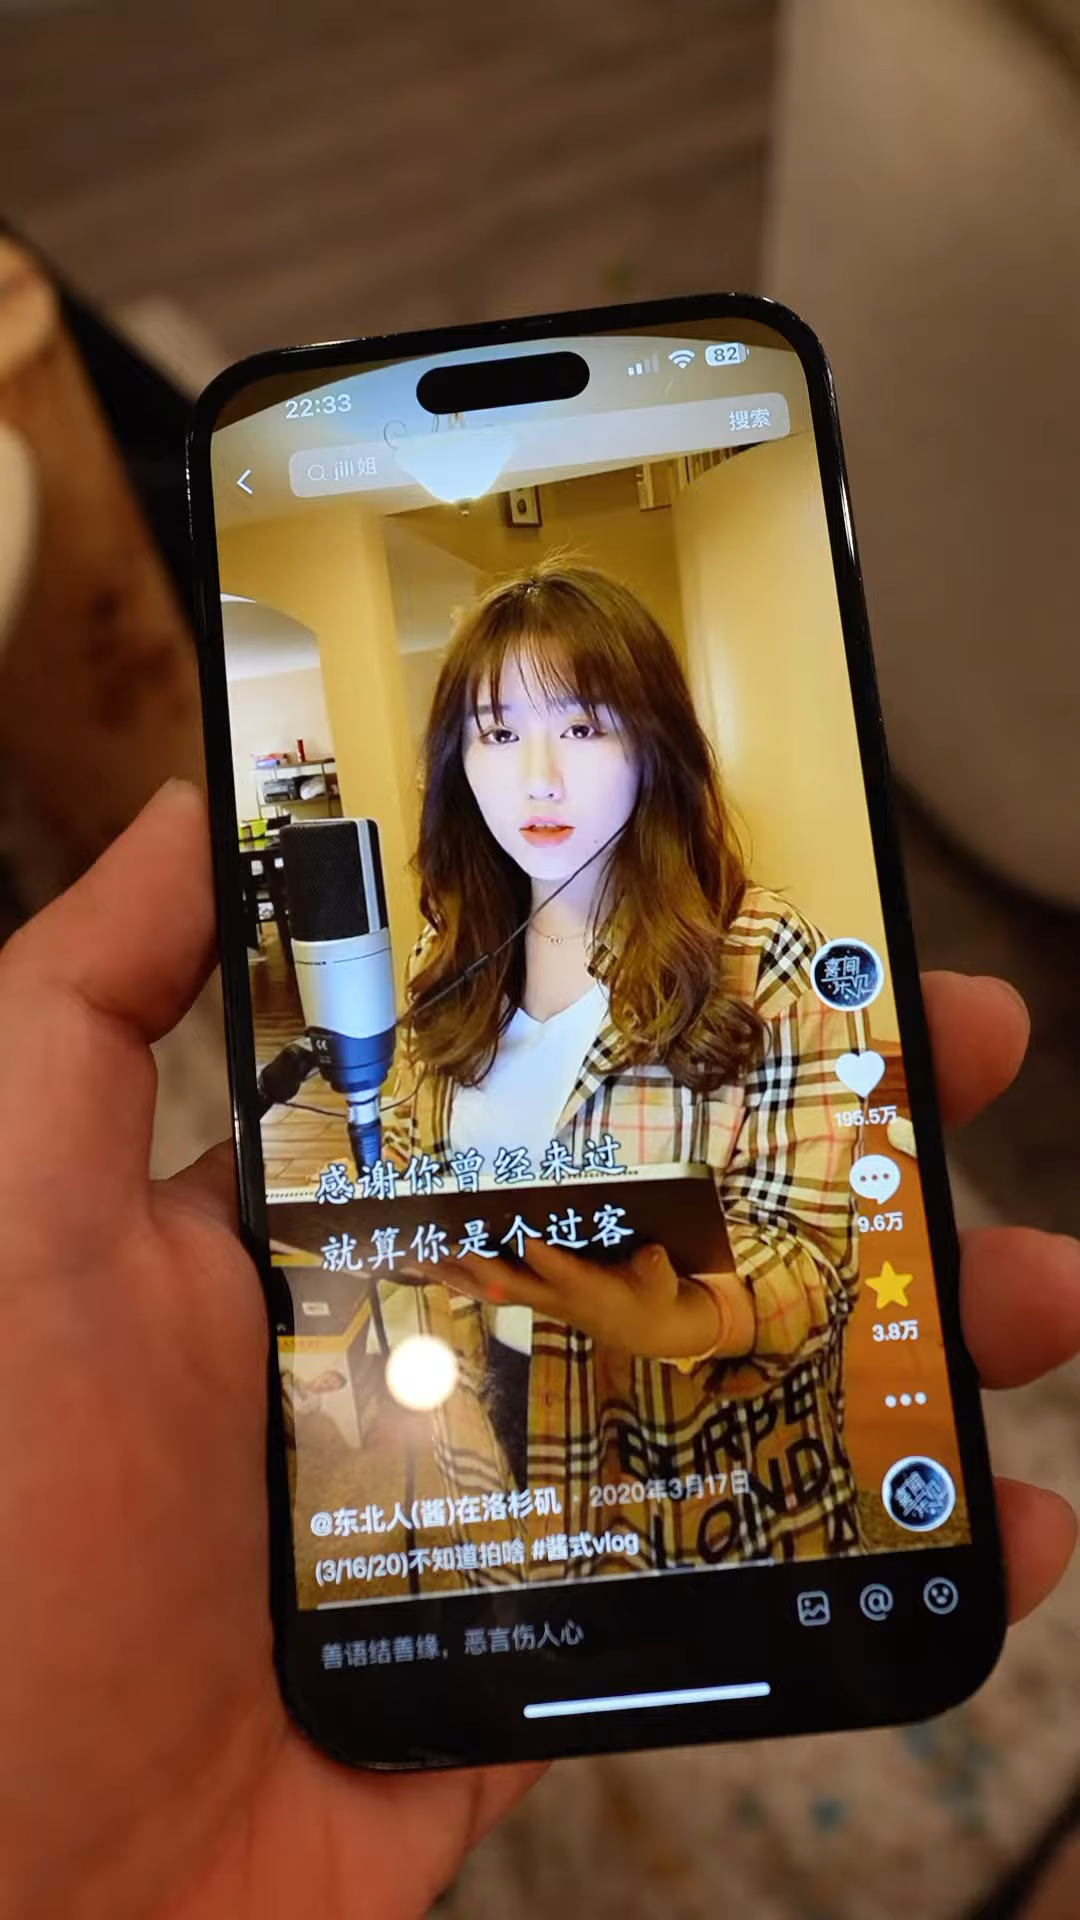 22:33
82
jill姐
搜索
195.5万
感谢你曾经来过
就算你是个过客
9.6万
3.8万
LOND
@东北人(酱)在洛杉矶 · 2020年3月17日
(3/16/20)不知道拍啥 #酱式vlog
善语结善缘，恶言伤人心